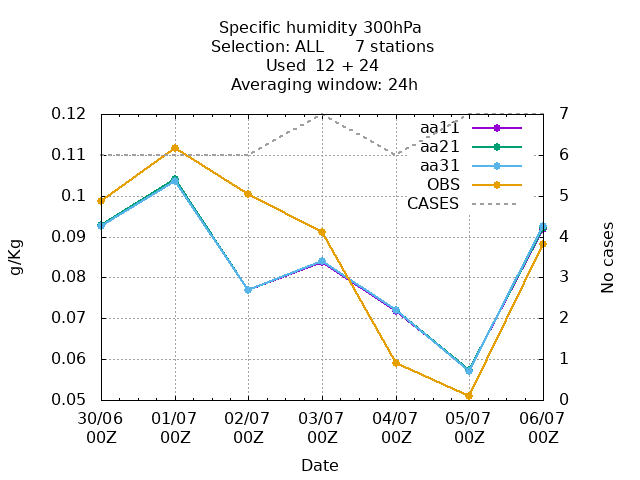 Specific humidity 300hPa
Selection: ALL 7 stations
Used 12 + 24
Averaging window: 24h
0.12
0.11
0.1
0.09
0.08
0.07
0.06
0.05
g/Kg
aa11
aa21
aa31
OBS
CASES
7
6
5
4
3
2
1
0
No cases
30/06 01/07 02/07 03/07 04/07 05/07 06/07
00Z 00Z 00Z 00Z 00Z 00Z 00Z
Date